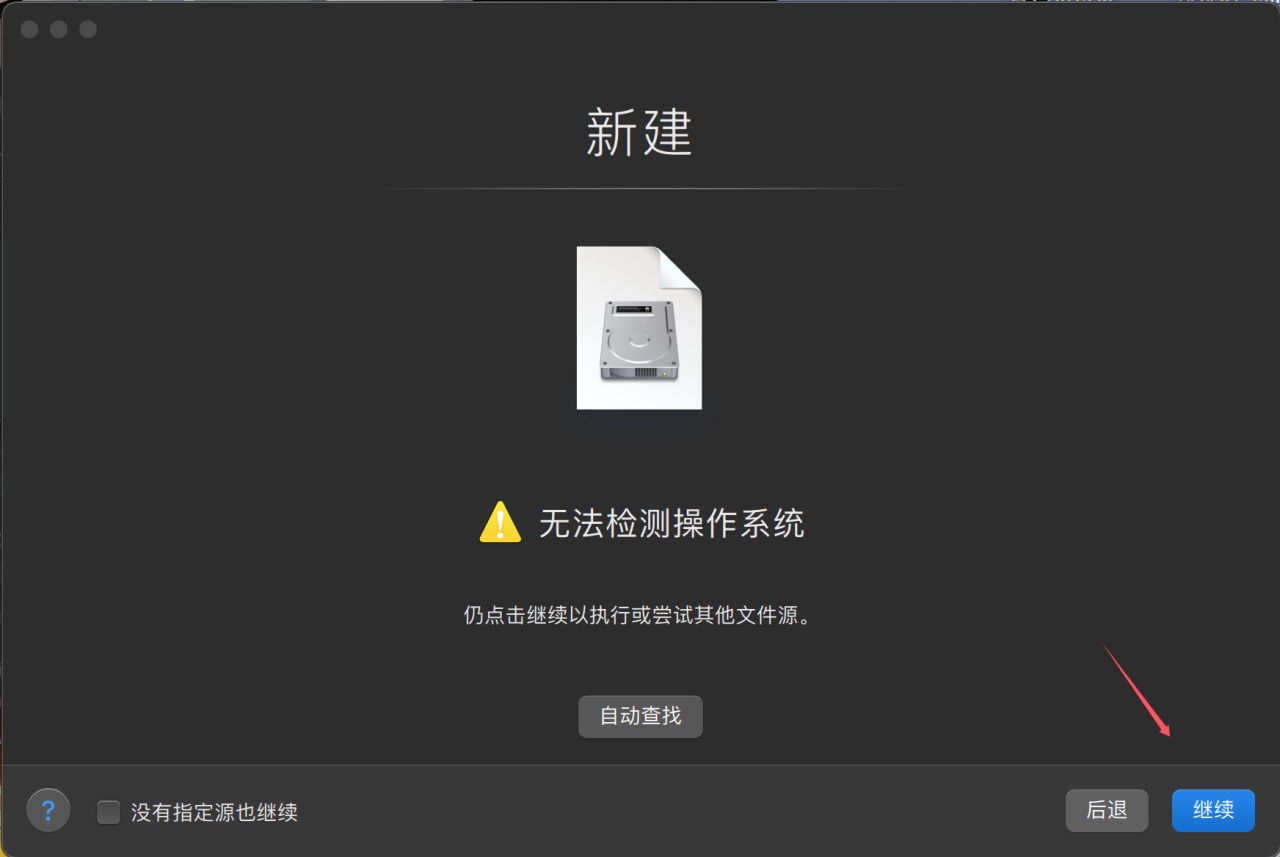 新建
无法检测操作系统
仍点击继续以执行或尝试其他文件源。
自动查找
?
没有指定源也继续
后退
继续